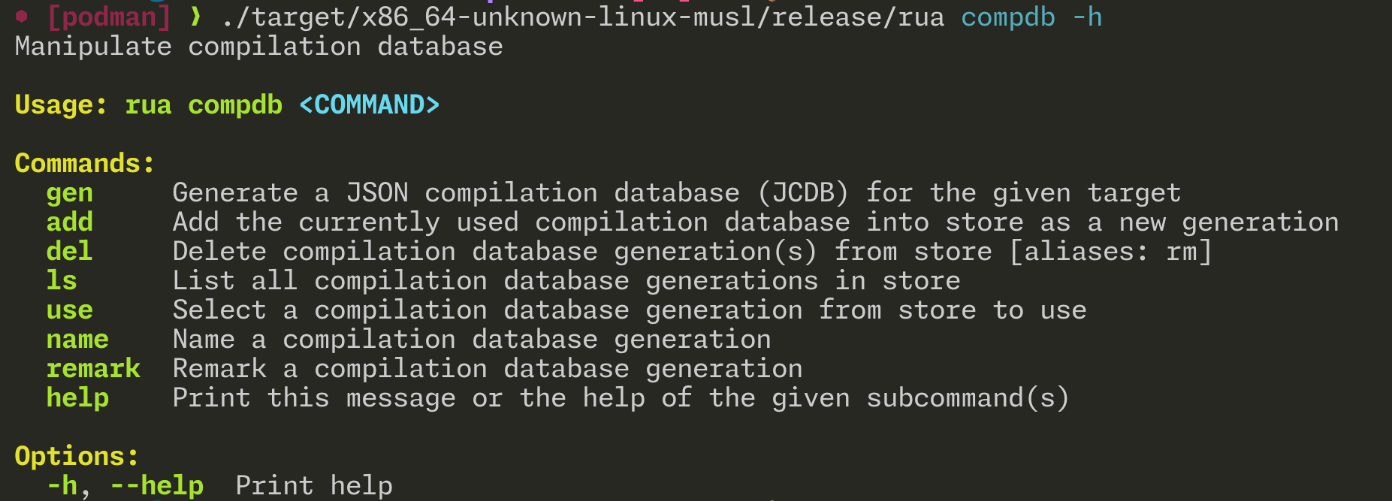 [podman] ❯ ./target/x86_64-unknown-linux-musl/release/rua compdb -h
Manipulate compilation database
Usage: rua compdb <COMMAND>
Commands:
gen Generate a JSON compilation database (JCDB) for the given target
add Add the currently used compilation database into store as a new generation
del Delete compilation database generation(s) from store [aliases: rm]
ls List all compilation database generations in store
use Select a compilation database generation from store to use
name Name a compilation database generation
remark Remark a compilation database generation
help Print this message or the help of the given subcommand(s)
Options:
-h, --help Print help